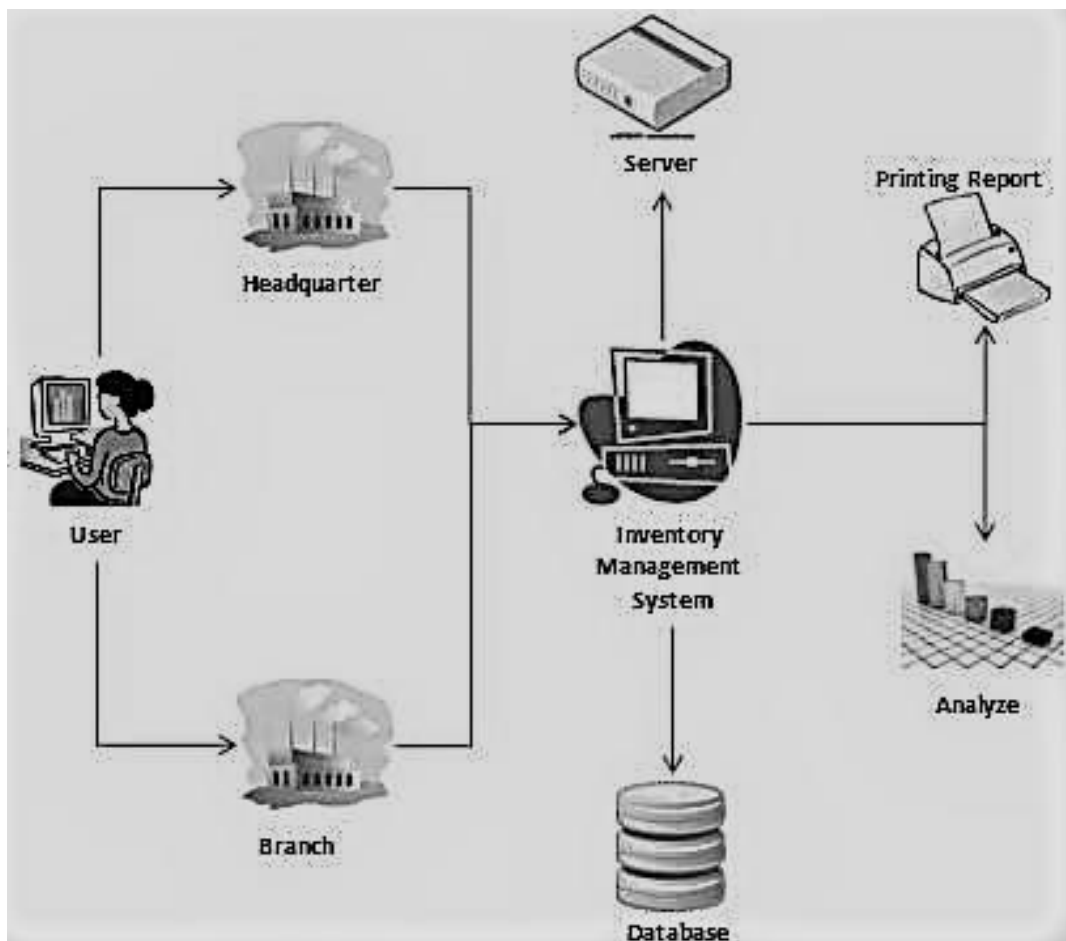 Server
Printing Report
Headquarter
User
Inventory
Management
System
Analyze
Branch
Database